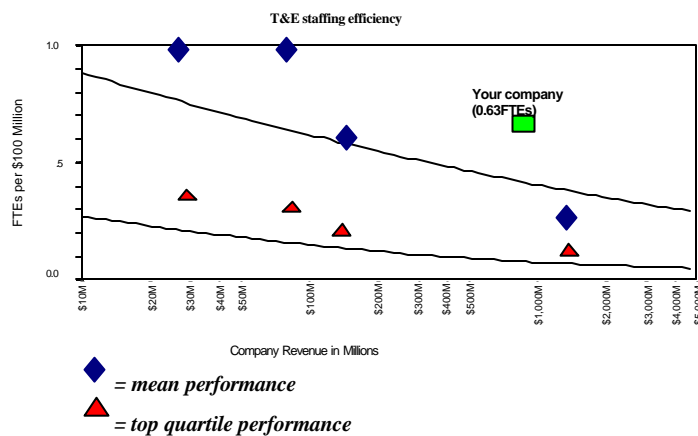 T&E staffing efficiency
1.0
Your company
(0.63FTEs)
FTEs per $100 Million
.5
0.0
$10M
$20M
$30M
$40M
$50M
$100M
$200M
$300M
$400M
$500M
$1,000M
$2,000M
$3,000M
$4,000M
Company Revenue in Millions
= mean performance
= top quartile performance